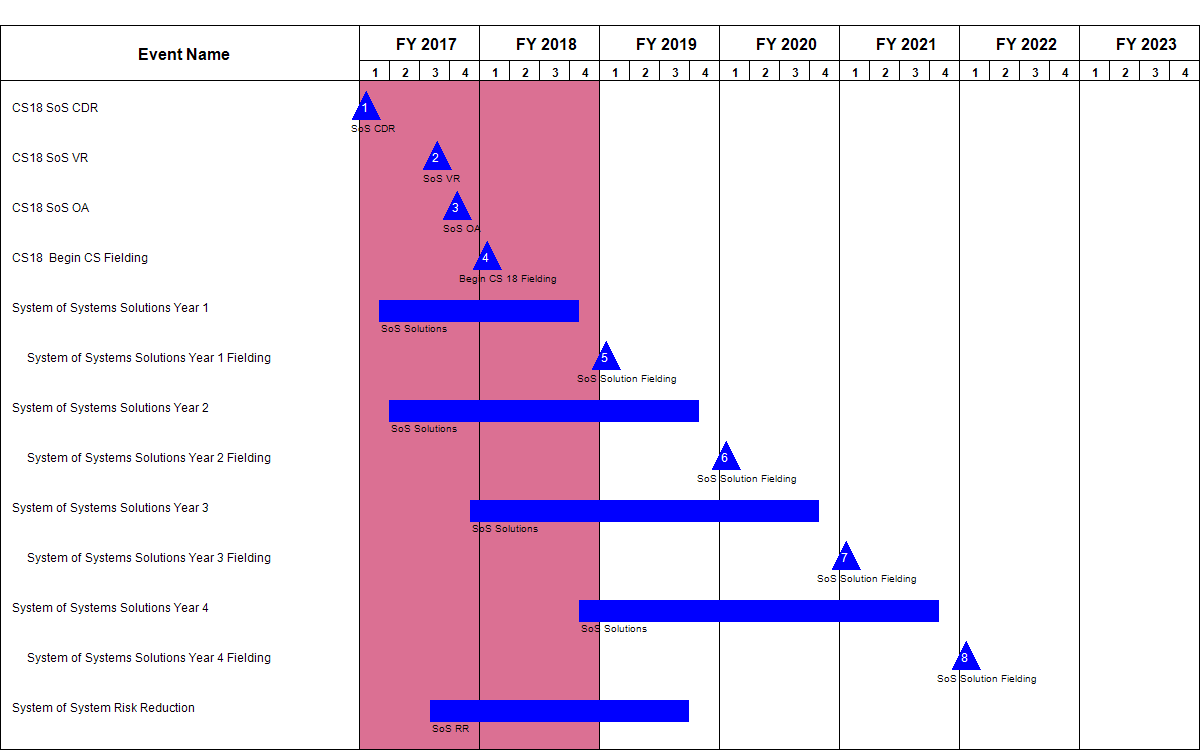 Event Name FY 2017 FY 2018 FY 2019 FY 2020 FY 2021 FY 2022 FY 2023
1 2 3 4 1 2 3 4 1 2 3 4 1 2 3 4 1 2 3 4 1 2 3 4 1 2 3 4
CS18 SoS CDR 1
SoS CDR
CS18 SoS VR 2
SoS VR
CS18 SoS OA 3
SoS OA
CS18  Begin CS Fielding 4
Begin CS 18 Fielding
System of Systems Solutions Year 1
SoS Solutions
System of Systems Solutions Year 1 Fielding 5
SoS Solution Fielding
System of Systems Solutions Year 2
SoS Solutions
System of Systems Solutions Year 2 Fielding 6
SoS Solution Fielding
System of Systems Solutions Year 3
SoS Solutions
System of Systems Solutions Year 3 Fielding 7
SoS Solution Fielding
System of Systems Solutions Year 4
SoS Solutions
System of Systems Solutions Year 4 Fielding 8
SoS Solution Fielding
System of System Risk Reduction
SoS RR